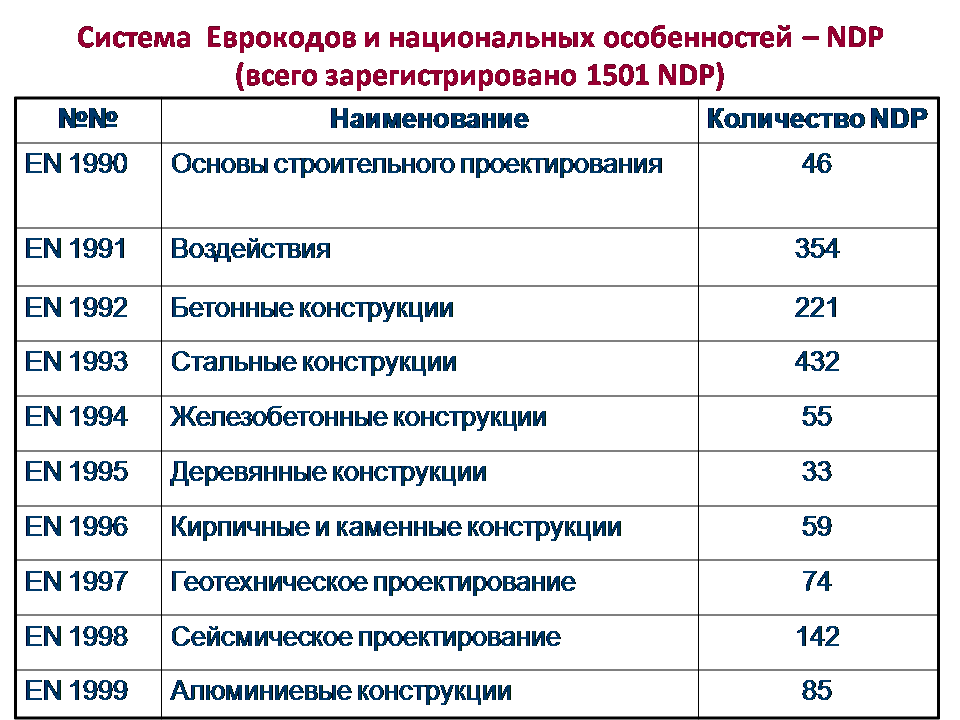 Система Еврокодов и национальных особенностей – NDP
(всего зарегистрировано 1501 NDP)
№№ Наименование Количество NDP
EN 1990 Основы строительного проектирования 46
EN 1991 Воздействия 354
EN 1992 Бетонные конструкции 221
EN 1993 Стальные конструкции 432
EN 1994 Железобетонные конструкции 55
EN 1995 Деревянные конструкции 33
EN 1996 Кирпичные и каменные конструкции 59
EN 1997 Геотехническое проектирование 74
EN 1998 Сейсмическое проектирование 142
EN 1999 Алюминиевые конструкции 85